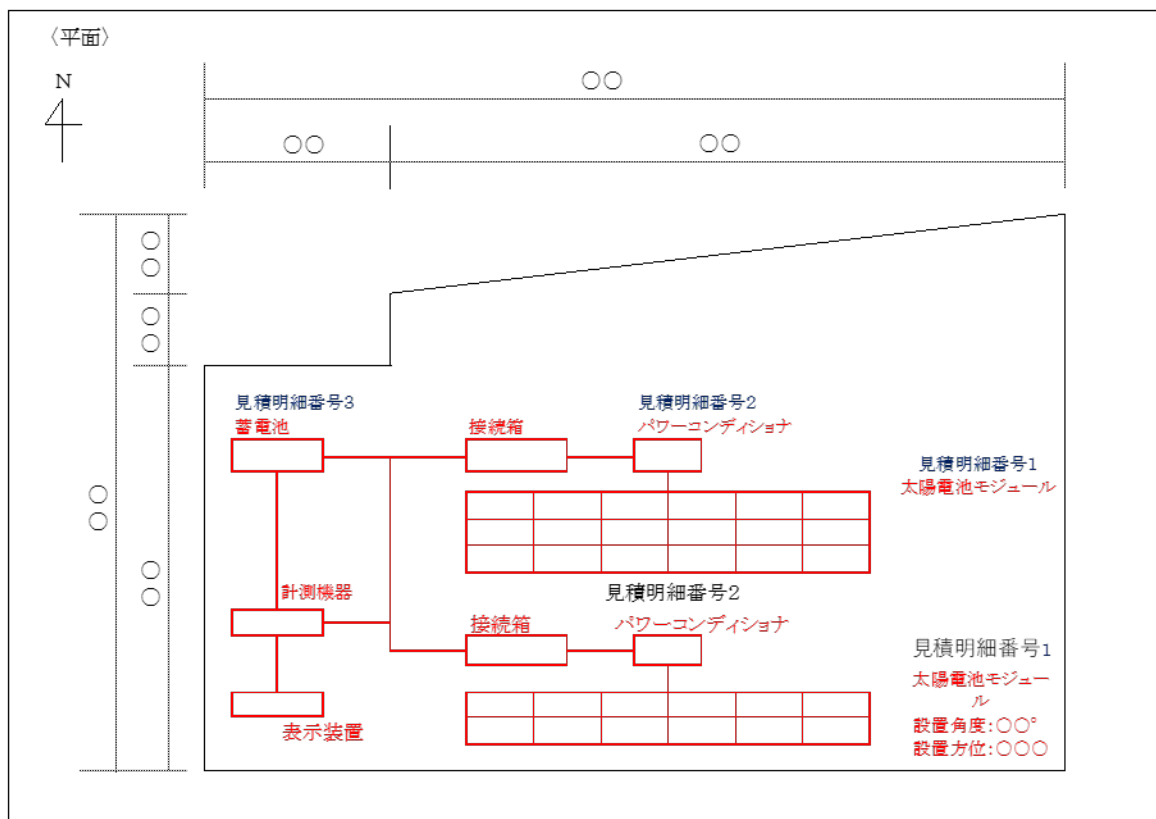 〈平面〉
N
〇〇
〇〇
〇〇
〇〇
〇〇
〇〇
〇〇
見積明細番号3
蓄電池
接続箱
見積明細番号2
パワーコンディショナ
見積明細番号1
太陽電池モジュール
計測機器
見積明細番号2
接続箱
パワーコンディショナ
見積明細番号1
太陽電池モジュー
ル
設置角度:〇〇°
設置方位:〇〇〇
表示装置